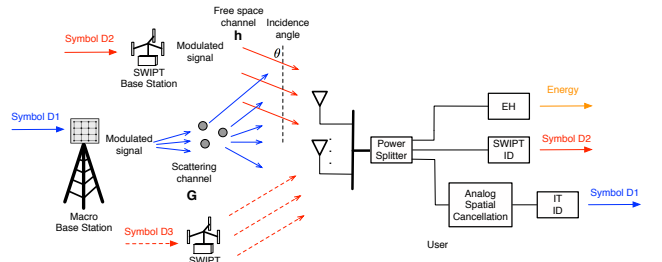 Free space
channel
h
Incidence
angle
θ
Symbol D2
Modulated
signal
SWIPT
Base Station
Symbol D1
Modulated
signal
Scattering
channel
G
Macro
Base Station
Symbol D3
SWIPT
Power
Splitter
EH
Energy
SWIPT
ID
Symbol D2
Analog
Spatial
Cancellation
IT
ID
Symbol D1
User